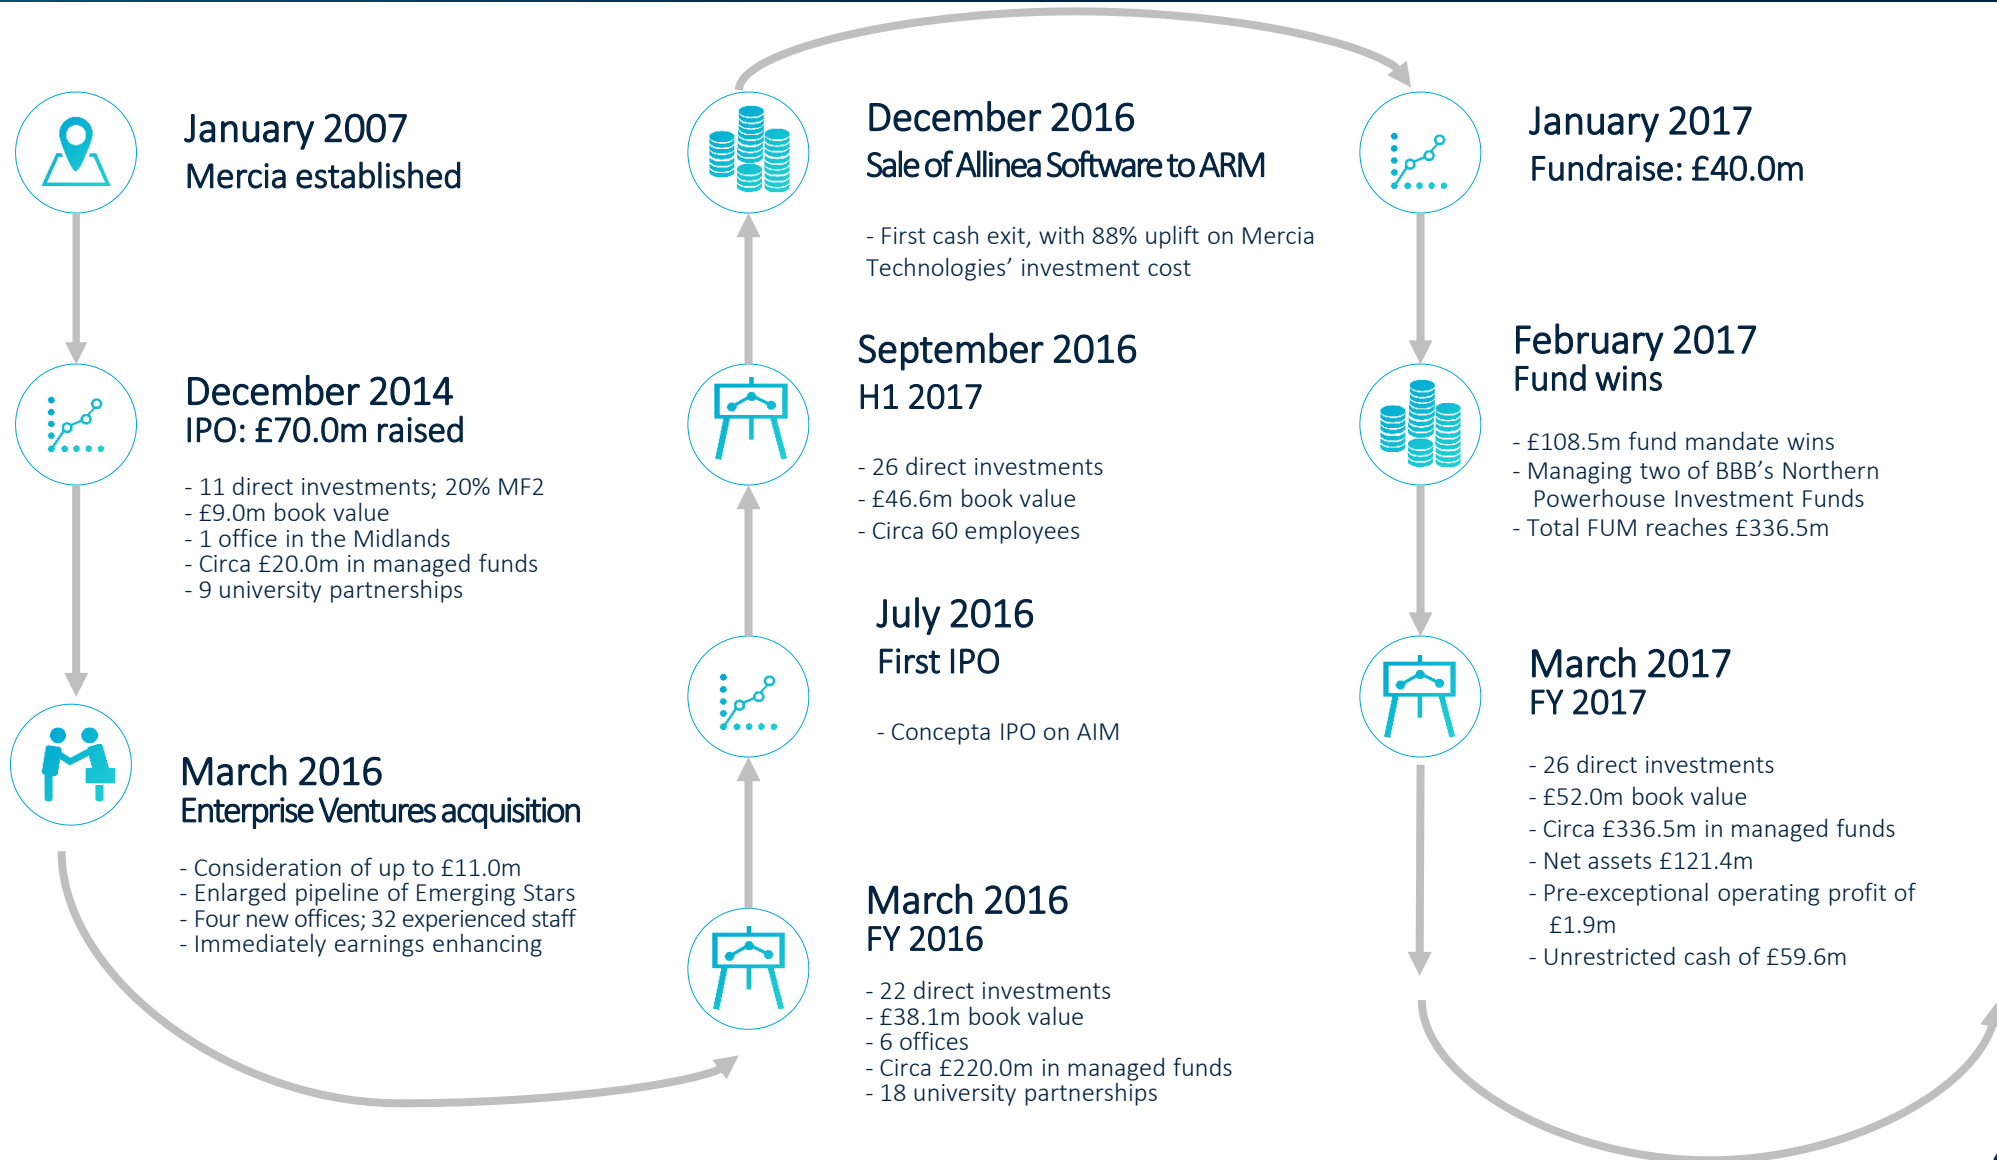 January 2007
Mercia established
December 2014
IPO: £70.0m raised
- 11 direct investments; 20% MF2
- £9.0m book value
- 1 office in the Midlands
- Circa £20.0m in managed funds
- 9 university partnerships
March 2016
Enterprise Ventures acquisition
- Consideration of up to £11.0m
- Enlarged pipeline of Emerging Stars
- Four new offices; 32 experienced staff
- Immediately earnings enhancing
March 2016
FY 2016
- 22 direct investments
- £38.1m book value
- 6 offices
- Circa £220.0m in managed funds
- 18 university partnerships
July 2016
First IPO
- Concepta IPO on AIM
September 2016
H1 2017
- 26 direct investments
- £46.6m book value
- Circa 60 employees
December 2016
Sale of Allinea Software to ARM
- First cash exit, with 88% uplift on Mercia
Technologies’ investment cost
January 2017
Fundraise: £40.0m
February 2017
Fund wins
- £108.5m fund mandate wins
- Managing two of BBB’s Northern
Powerhouse Investment Funds
- Total FUM reaches £336.5m
March 2017
FY 2017
- 26 direct investments
- £52.0m book value
- Circa £336.5m in managed funds
- Net assets £121.4m
- Pre-exceptional operating profit of
£1.9m
- Unrestricted cash of £59.6m